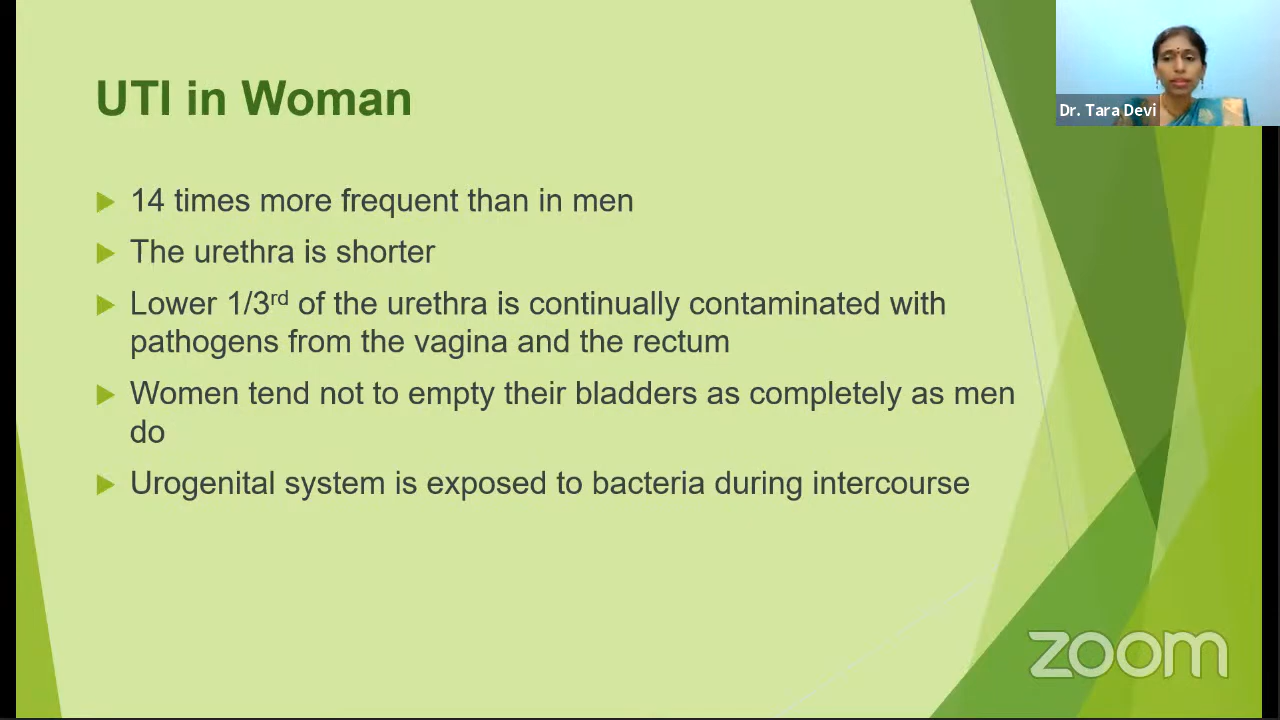 UTI in Woman
Dr. Tara Devi
14 times more frequent than in men
The urethra is shorter
Lower 1/3rd of the urethra is continually contaminated with
pathogens from the vagina and the rectum
Women tend not to empty their bladders as completely as men
do
Urogenital system is exposed to bacteria during intercourse
zoom